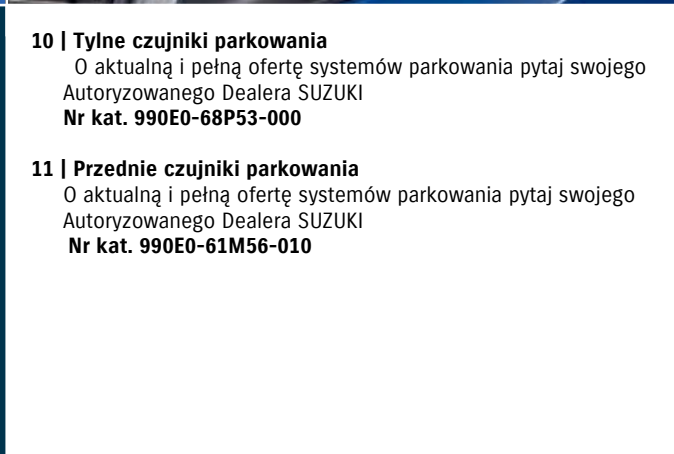 10 | Tylne czujniki parkowania
O aktualną i pełną ofertę systemów parkowania pytaj swojego
Autoryzowanego Dealera SUZUKI
Nr kat. 990E0-68P53-000
11 | Przednie czujniki parkowania
O aktualną i pełną ofertę systemów parkowania pytaj swojego
Autoryzowanego Dealera SUZUKI
Nr kat. 990E0-61M56-010